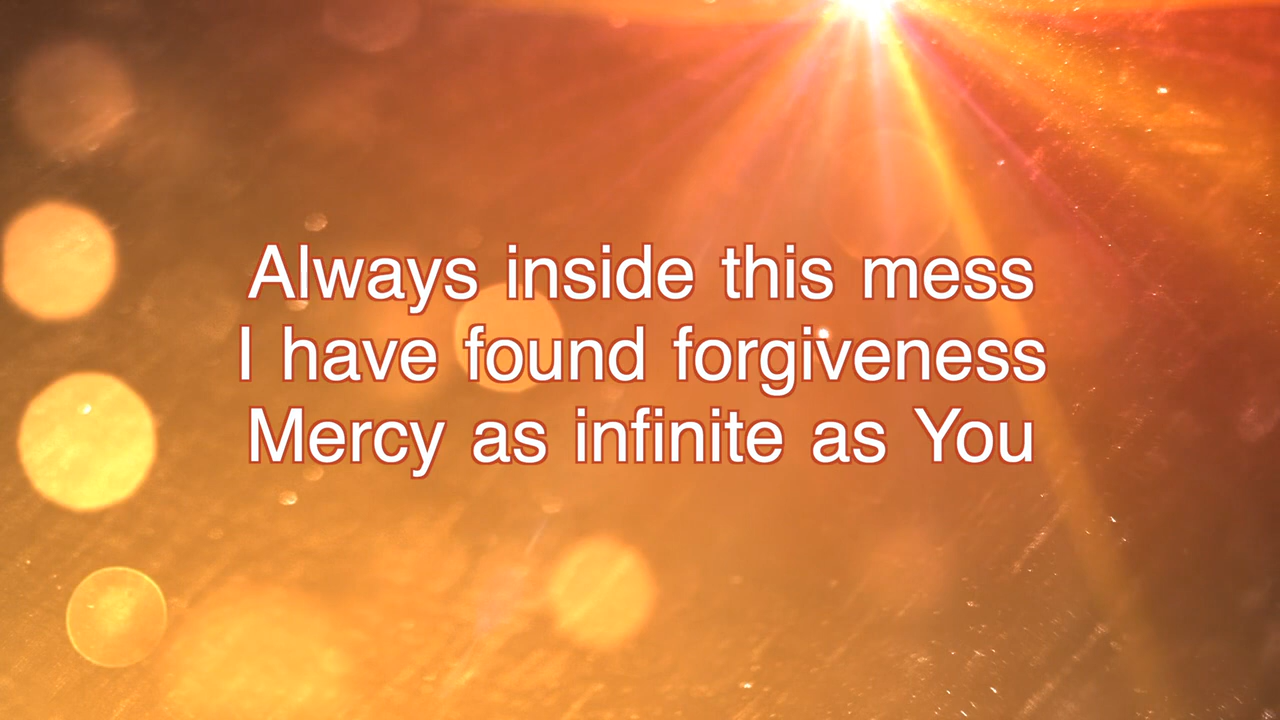 Always inside this mess
I have found forgiveness
Mercy as infinite as You